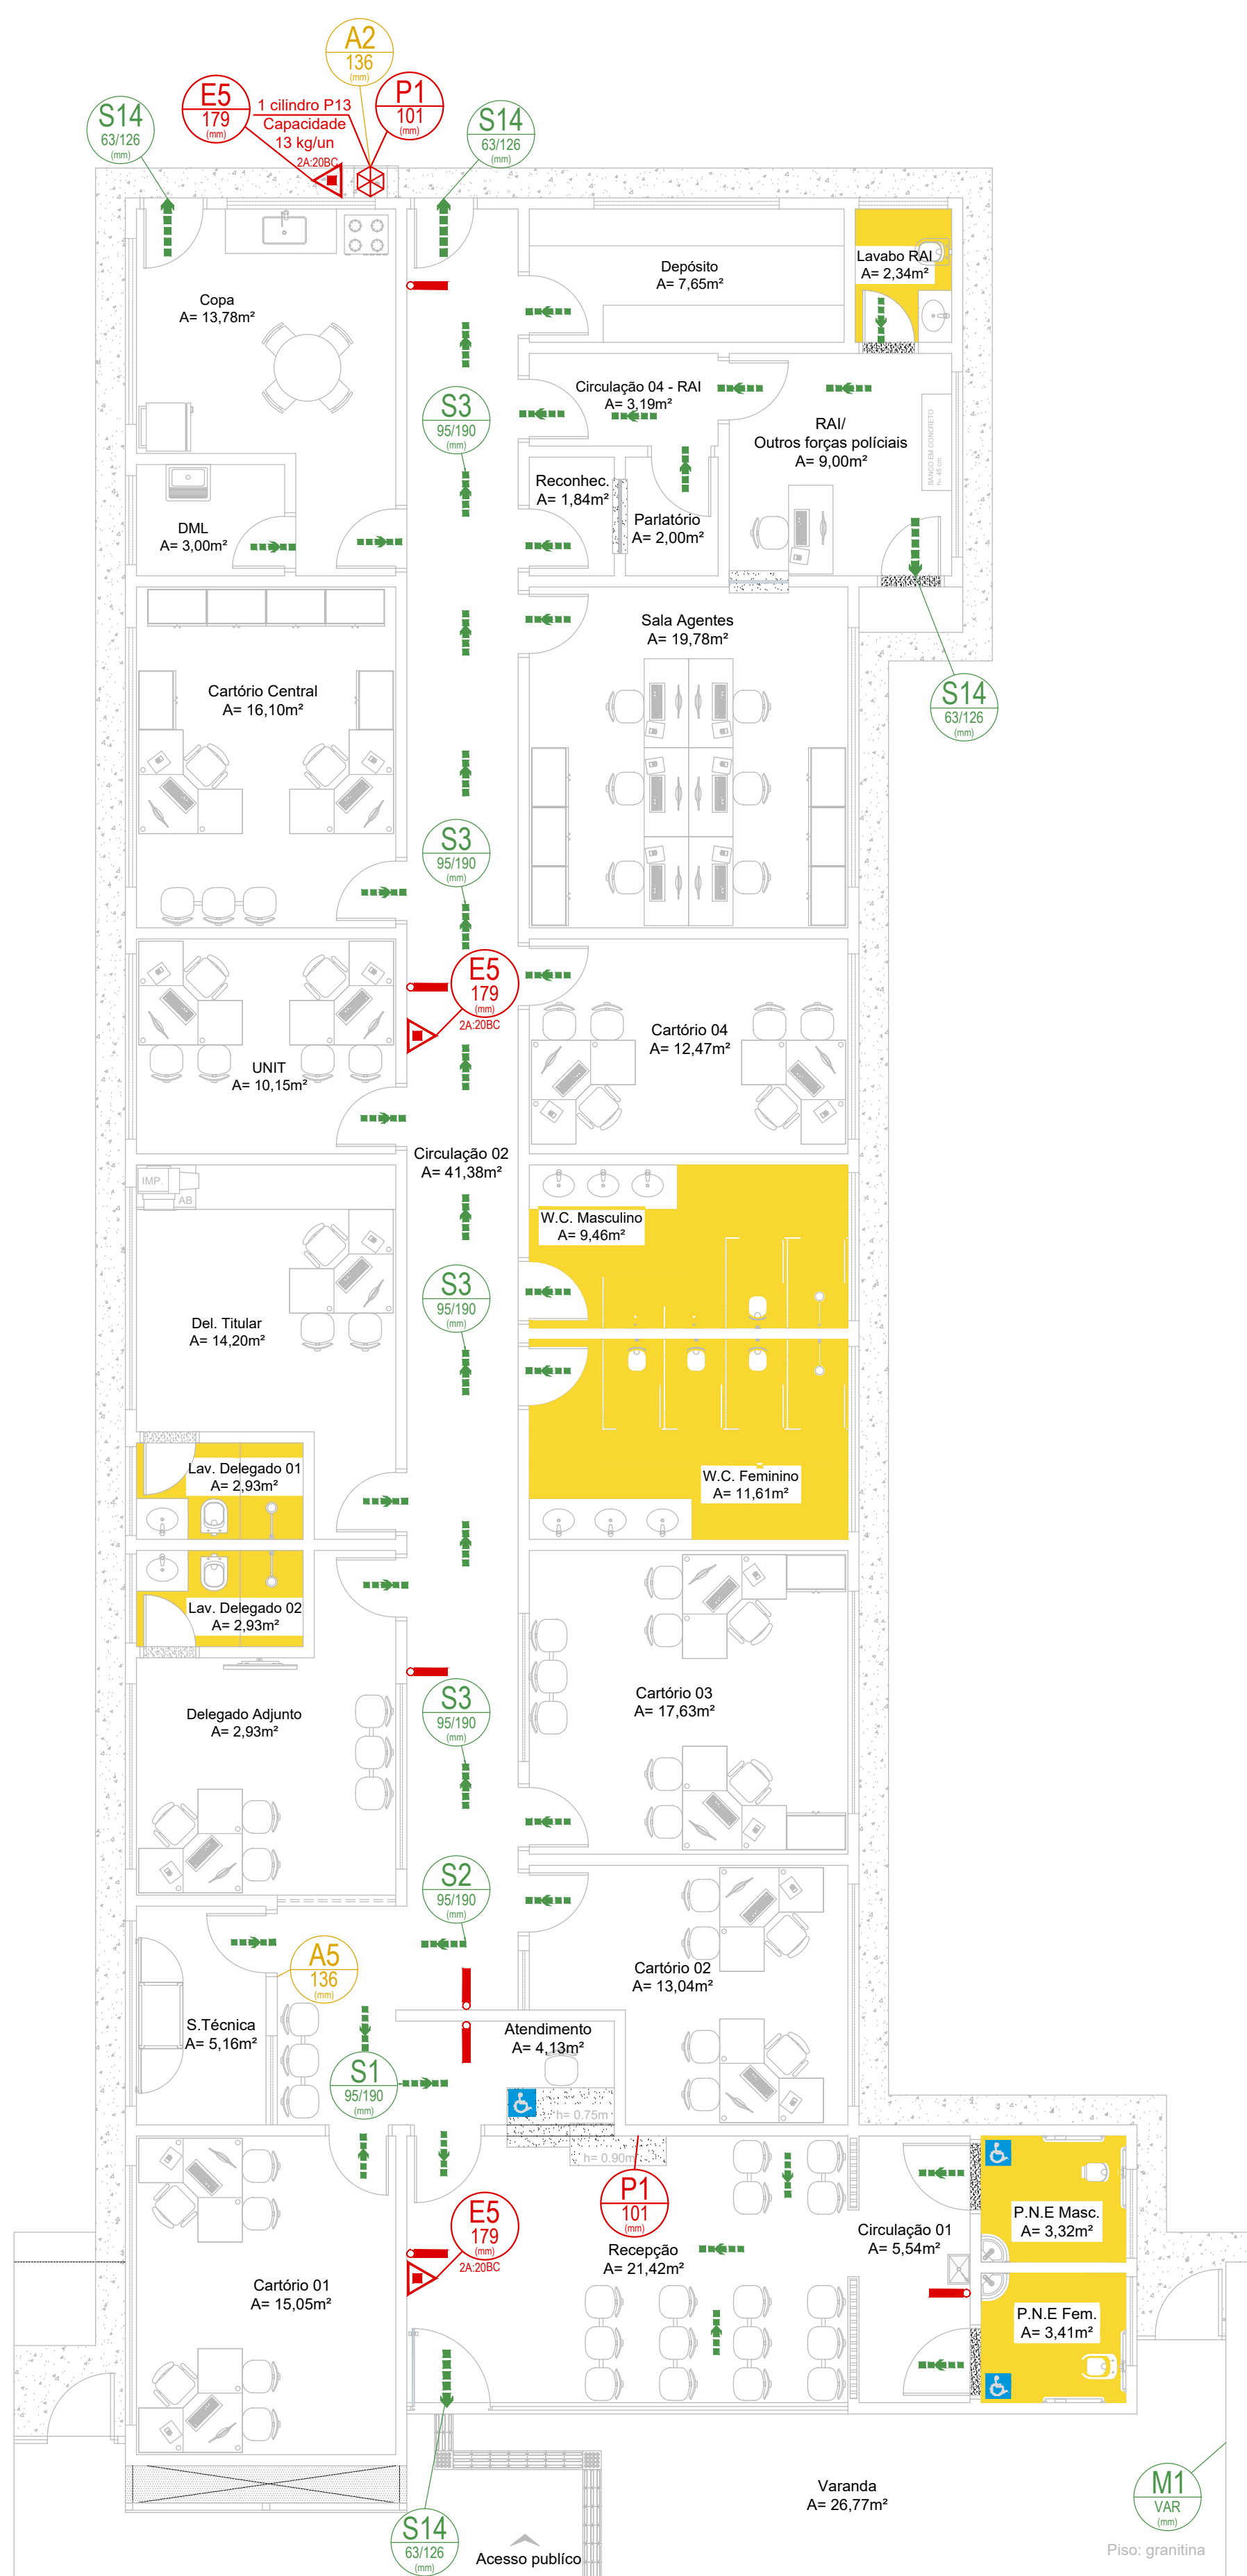 A2
136
(mm)
E5
179
(mm)
1 cilindro P13
Capacidade
13 kg/un
2A:20BC
P1
101
(mm)
S14
63/126
(mm)
S14
63/126
(mm)
Copa
A= 13,78m²
Depósito
A= 7,65m²
Lavabo RAI
A= 2,34m²
S3
95/190
(mm)
Circulação 04 - RAI
A= 3,19m²
RAI/
Outros forças políciais
A= 9,00m²
BANCO EM CONCRETO
h= 45 cm
DML
A= 3,00m²
Reconhec.
A= 1,84m²
Parlatório
A= 2,00m²
Sala Agentes
A= 19,78m²
Cartório Central
A= 16,10m²
S14
63/126
(mm)
S3
95/190
(mm)
E5
179
(mm)
2A:20BC
UNIT
A= 10,15m²
Cartório 04
A= 12,47m²
Circulação 02
A= 41,38m²
IMP.
AB
W.C. Masculino
A= 9,46m²
S3
95/190
(mm)
Del. Titular
A= 14,20m²
Lav. Delegado 01
A= 2,93m²
W.C. Feminino
A= 11,61m²
Lav. Delegado 02
A= 2,93m²
Delegado Adjunto
A= 2,93m²
S3
95/190
(mm)
Cartório 03
A= 17,63m²
S2
95/190
(mm)
A5
136
(mm)
Cartório 02
A= 13,04m²
S.Técnica
A= 5,16m²
Atendimento
A= 4,13m²
S1
95/190
(mm)
h= 0.75m
h= 0.90m
P1
101
(mm)
E5
179
(mm)
2A:20BC
Recepção
A= 21,42m²
Circulação 01
A= 5,54m²
P.N.E Masc.
A= 3,32m²
P.N.E Fem.
A= 3,41m²
Cartório 01
A= 15,05m²
Varanda
A= 26,77m²
M1
VAR
(mm)
S14
63/126
(mm)
Acesso publíco
Piso: granitina